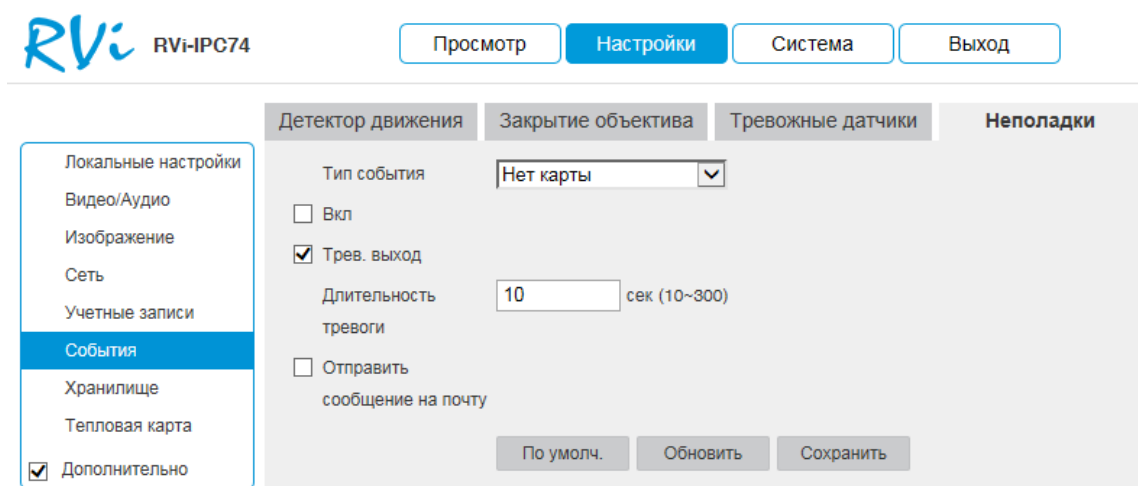 RVi RVi-IPC74 Просмотр Настройки Система Выход
Детектор движения Закрытие объектива Тревожные датчики Неполадки
Локальные настройки
Видео/Аудио
Изображение
Сеть
Учетные записи
События
Хранилище
Тепловая карта
Дополнительно
Тип события Нет карты
Вкл
Трев. выход
Длительность 10 сек (10~300)
тревоги
Отправить
сообщение на почту
По умолч. Обновить Сохранить